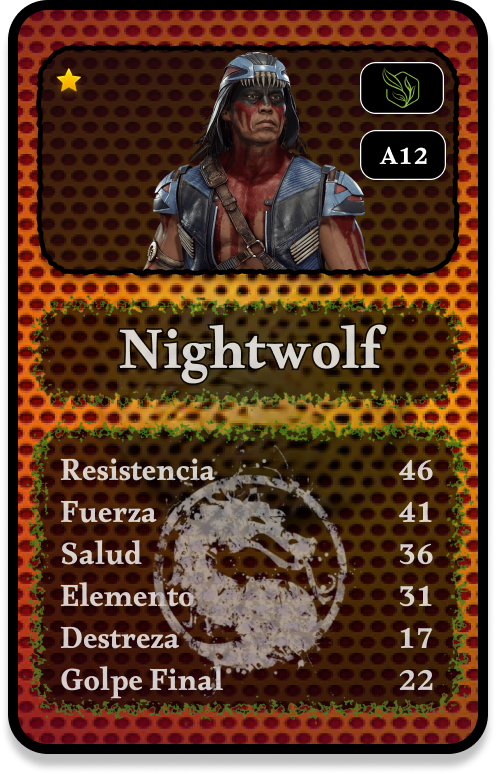 A12
Nightwolf
Resistencia 46
Fuerza 41
Salud 36
Elemento 31
Destreza 17
Golpe Final 22